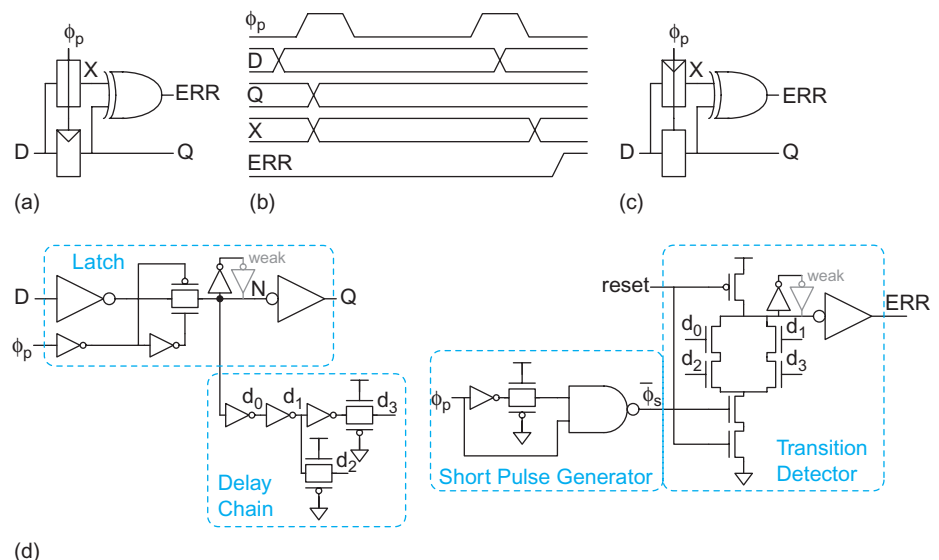 ϕp
X
ERR
D
Q
(a)
ϕp
D
Q
X
ERR
(b)
ϕp
X
ERR
D
Q
(c)
Latch
weak
D
N
Q
ϕp
d0
d1
d3
d2
Delay
Chain
ϕp
ϕ̅s
Short Pulse Generator
reset
weak
ERR
d0
d1
d2
d3
Transition
Detector
(d)